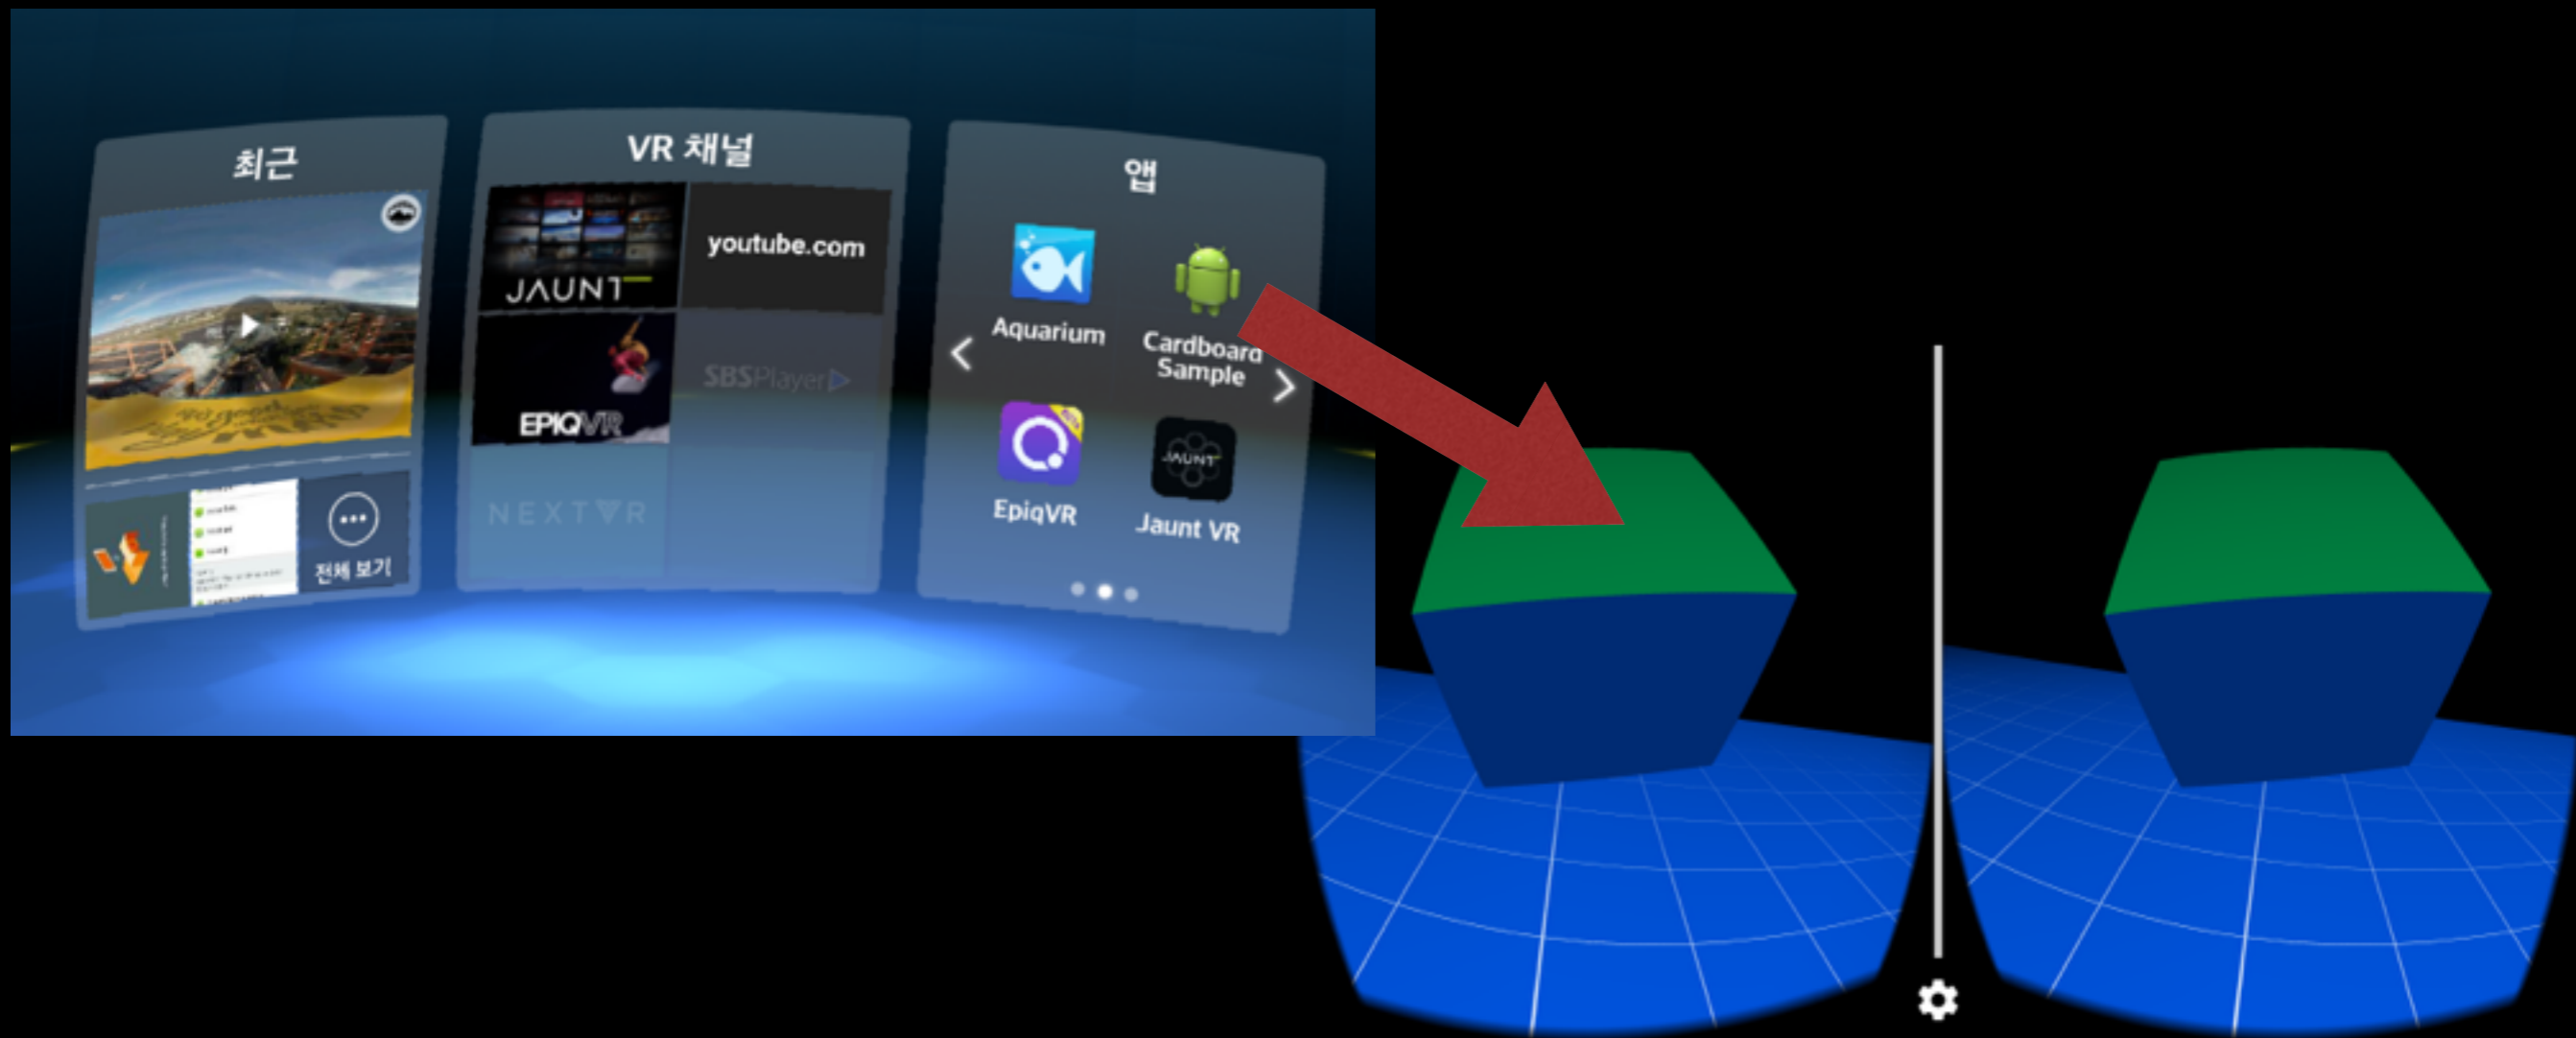 최근
전체 보기
VR 채널
JAUNT
youtube.com
EPIQVR
SBSPlayer
NEXTVR
앱
Aquarium
Cardboard
Sample
EpiqVR
JAUNT
Jaunt VR